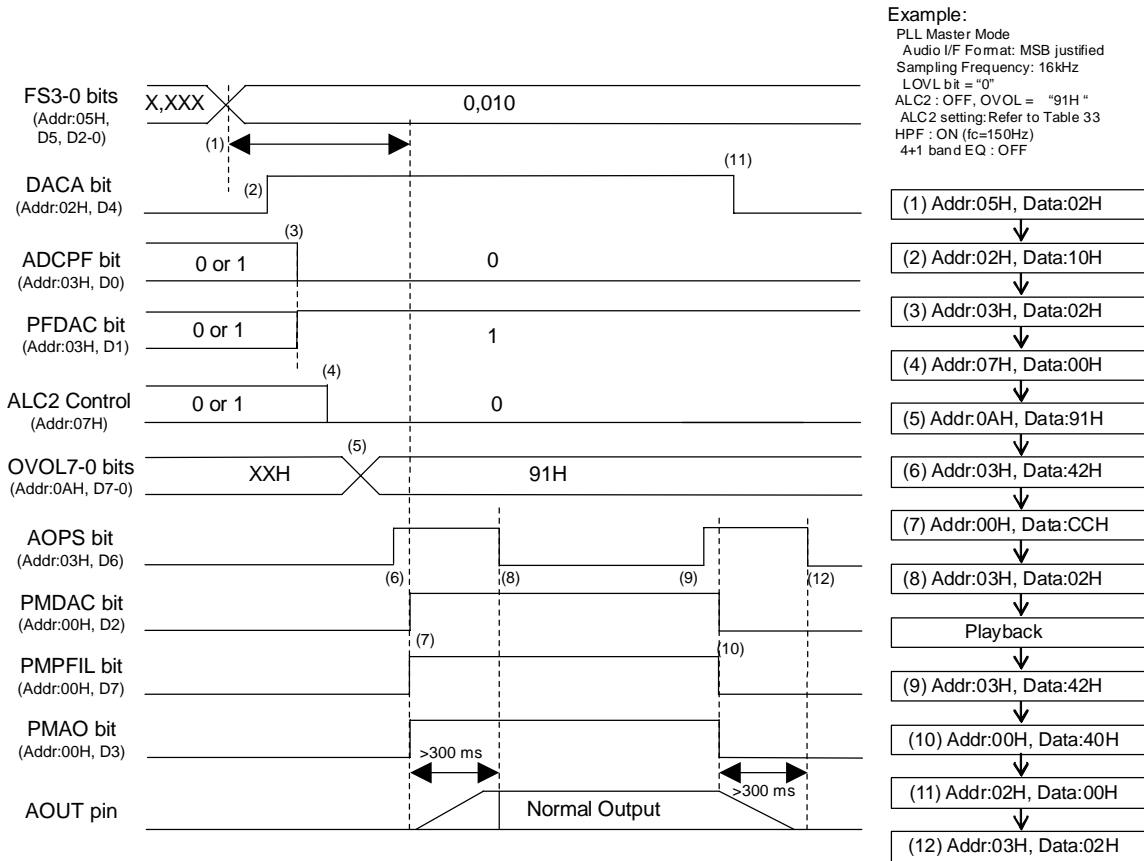 Example:
PLL Master Mode
Audio I/F Format: MSB justified
Sampling Frequency: 16kHz
LOVL bit = “0”
ALC2 : OFF, OVOL = “91H “
ALC2 setting:Refer to Table 33
HPF : ON (fc=150Hz)
4+1 band EQ : OFF
FS3-0 bits
(Addr:05H,
D5, D2-0)
X,XXX
0,010
(1)
DACA bit
(Addr:02H, D4)
(2)
(11)
ADCPF bit
(Addr:03H, D0)
0 or 1
(3)
0
PFDAC bit
(Addr:03H, D1)
0 or 1
1
ALC2 Control
(Addr:07H)
0 or 1
(4)
0
OVOL7-0 bits
(Addr:0AH, D7-0)
XXH
(5)
91H
AOPS bit
(Addr:03H, D6)
(6)
(8)
(9)
(12)
PMDAC bit
(Addr:00H, D2)
(7)
(10)
PMPFIL bit
(Addr:00H, D7)
PMAO bit
(Addr:00H, D3)
>300 ms
>300 ms
AOUT pin
Normal Output
(1) Addr:05H, Data:02H
(2) Addr:02H, Data:10H
(3) Addr:03H, Data:02H
(4) Addr:07H, Data:00H
(5) Addr:0AH, Data:91H
(6) Addr:03H, Data:42H
(7) Addr:00H, Data:CCH
(8) Addr:03H, Data:02H
Playback
(9) Addr:03H, Data:42H
(10) Addr:00H, Data:40H
(11) Addr:02H, Data:00H
(12) Addr:03H, Data:02H